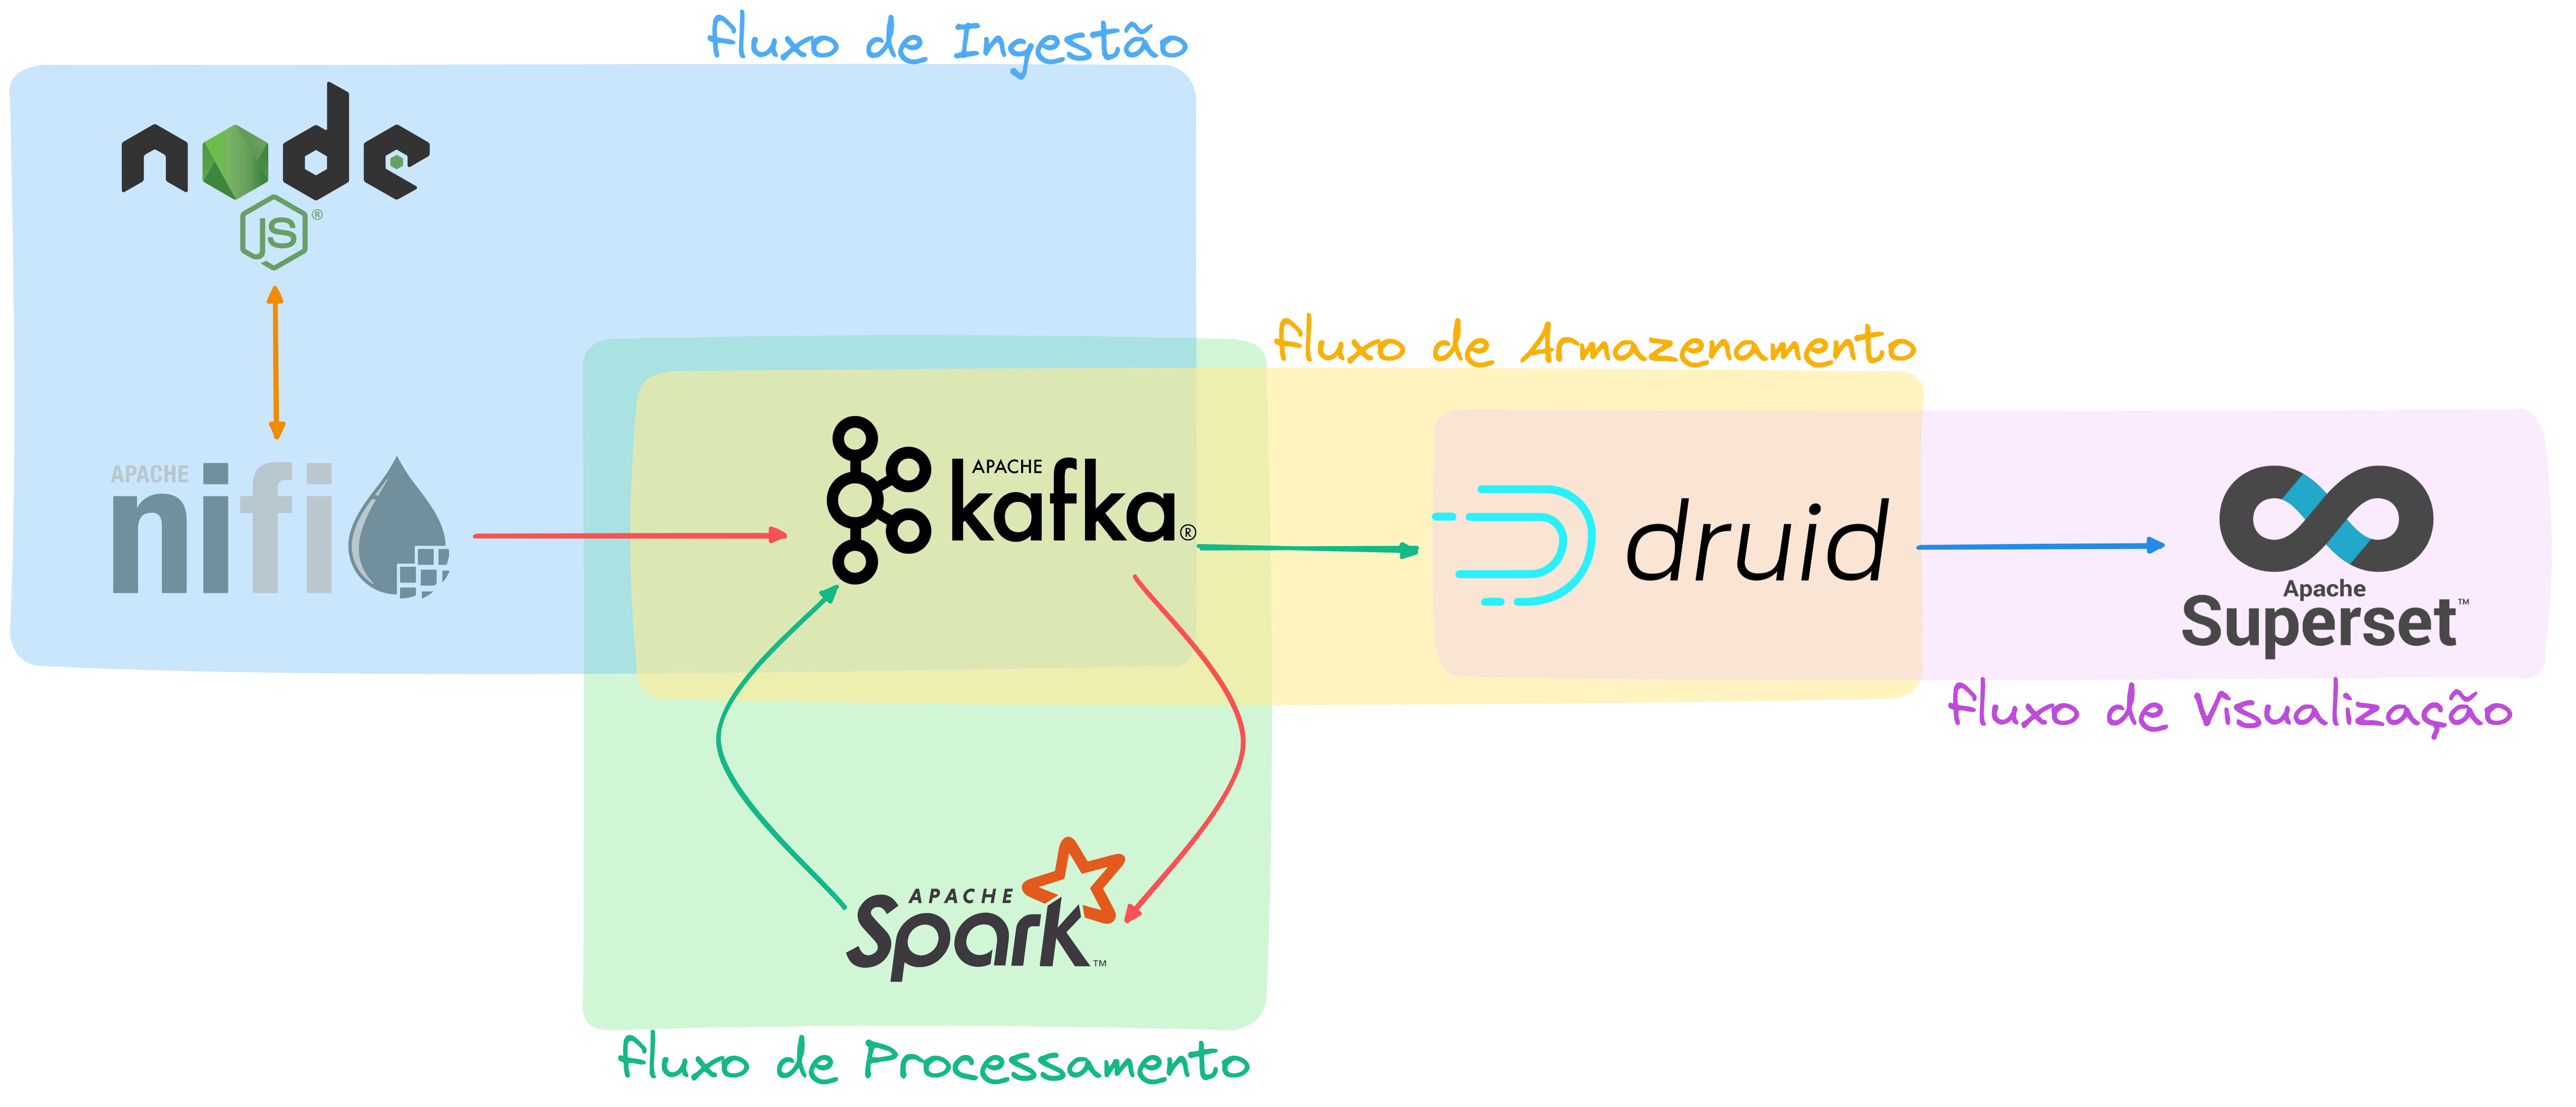 fluxo de Ingestão
node
JS®
APACHE
nifi
fluxo de Armazenamento
APACHE
kafka®
druid
Apache
Superset™
fluxo de Visualização
APACHE
Spark™
fluxo de Processamento